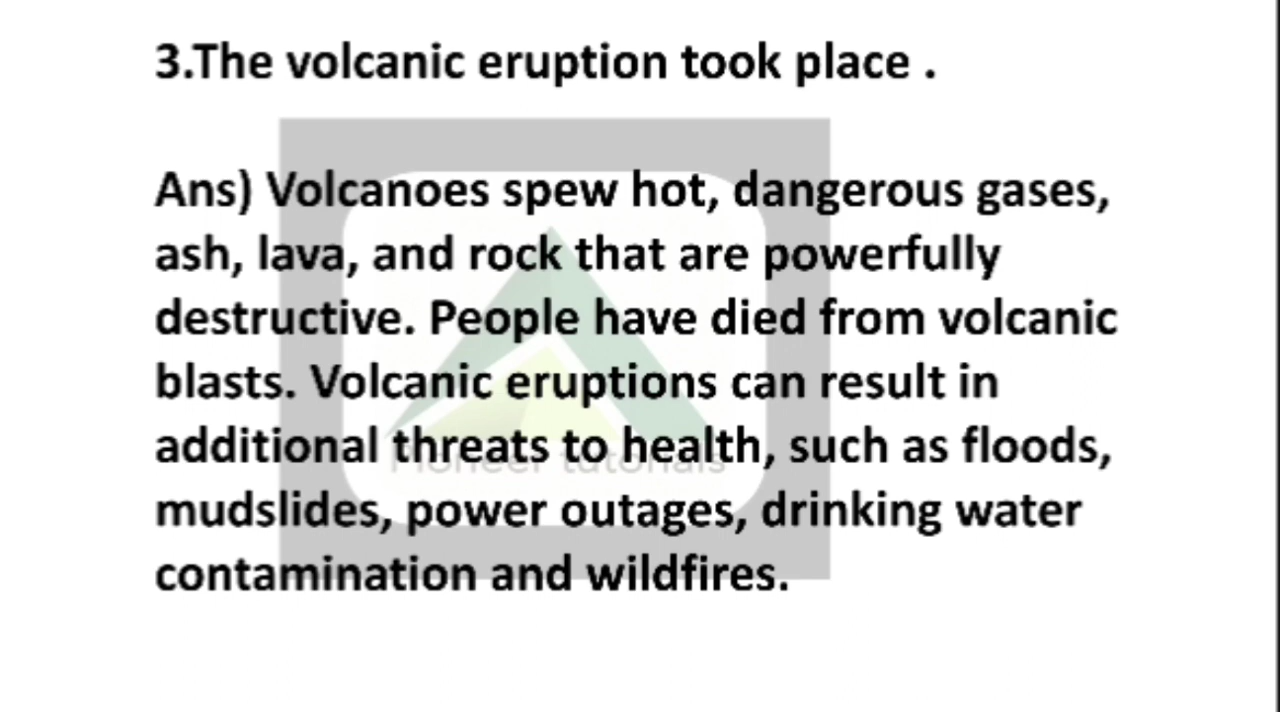 3.The volcanic eruption took place .
Ans) Volcanoes spew hot, dangerous gases,
ash, lava, and rock that are powerfully
destructive. People have died from volcanic
blasts. Volcanic eruptions can result in
additional threats to health, such as floods,
Pioneer tutorials
mudslides, power outages, drinking water
contamination and wildfires.